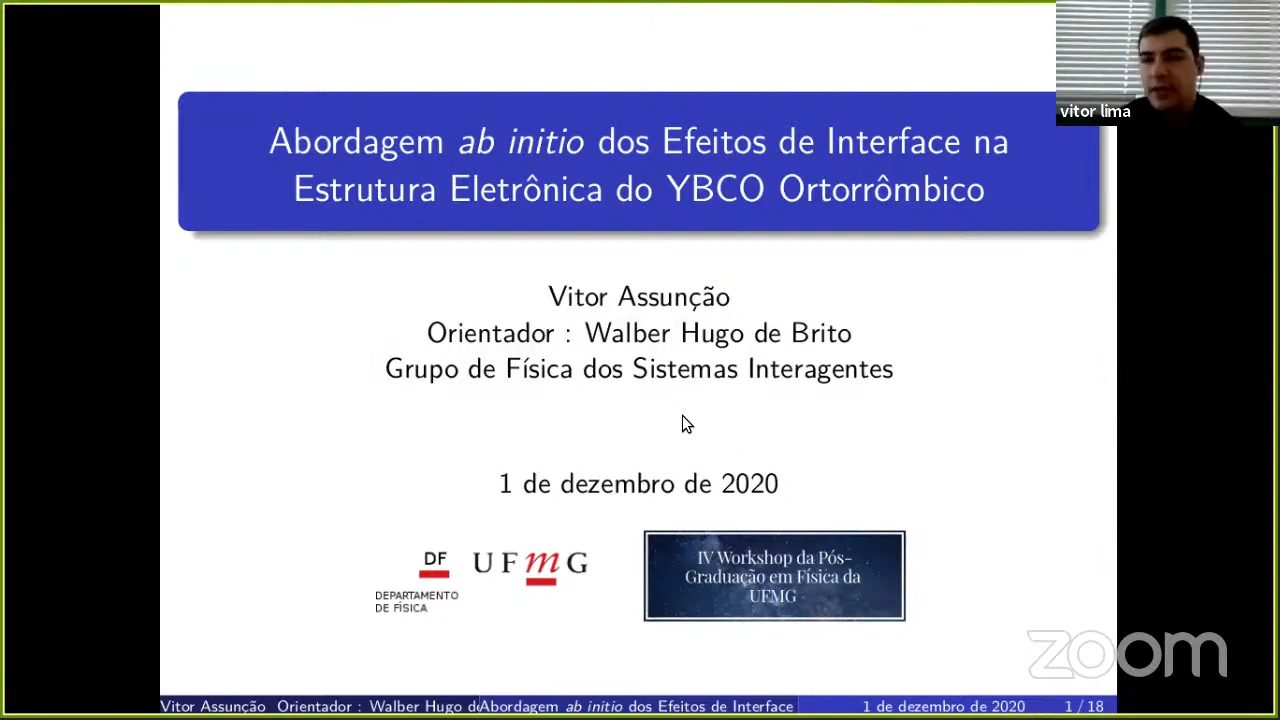 vitor lima
Abordagem ab initio dos Efeitos de Interface na
Estrutura Eletrônica do YBCO Ortorrômbico
Vitor Assunção
Orientador : Walber Hugo de Brito
Grupo de Física dos Sistemas Interagentes
1 de dezembro de 2020
DF
DEPARTAMENTO
DE FÍSICA
UFmG
IV Workshop da Pós-
Graduação em Física da
UFMG
zoom
Vitor Assunção Orientador : Walber Hugo d
Abordagem ab initio dos Efeitos de Interface
1 de dezembro de 2020
1 / 18